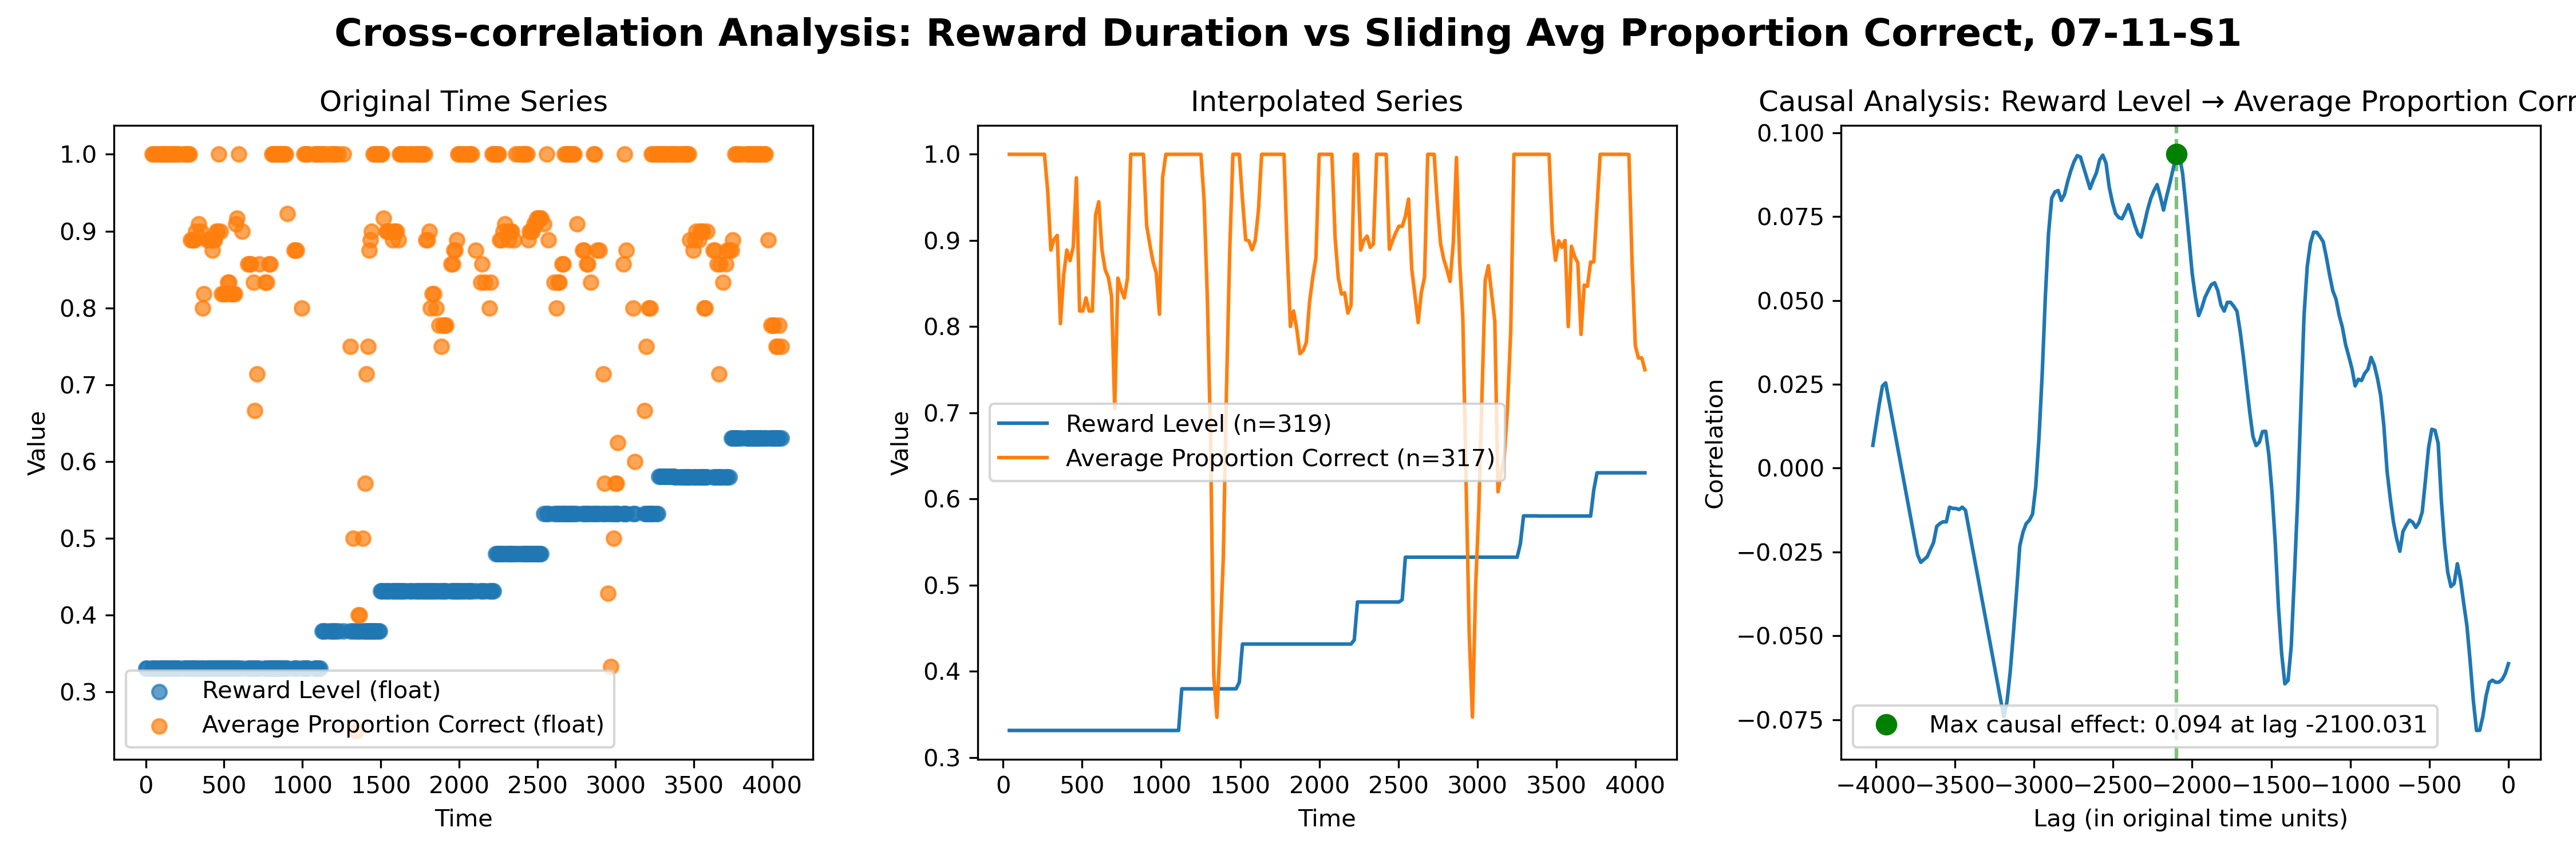 Cross-correlation Analysis: Reward Duration vs Sliding Avg Proportion Correct, 07-11-S1
Original Time Series
Value
1.0
0.9
0.8
0.7
0.6
0.5
0.4
0.3
Reward Level (float)
Average Proportion Correct (float)
0 500 1000 1500 2000 2500 3000 3500 4000
Time
Interpolated Series
Value
1.0
0.9
0.8
0.7
0.6
0.5
0.4
0.3
Reward Level (n=319)
Average Proportion Correct (n=317)
0 500 1000 1500 2000 2500 3000 3500 4000
Time
Causal Analysis: Reward Level → Average Proportion Corr
Correlation
0.100
0.075
0.050
0.025
0.000
−0.025
−0.050
−0.075
Max causal effect: 0.094 at lag -2100.031
−4000 −3500 −3000 −2500 −2000 −1500 −1000 −500 0
Lag (in original time units)